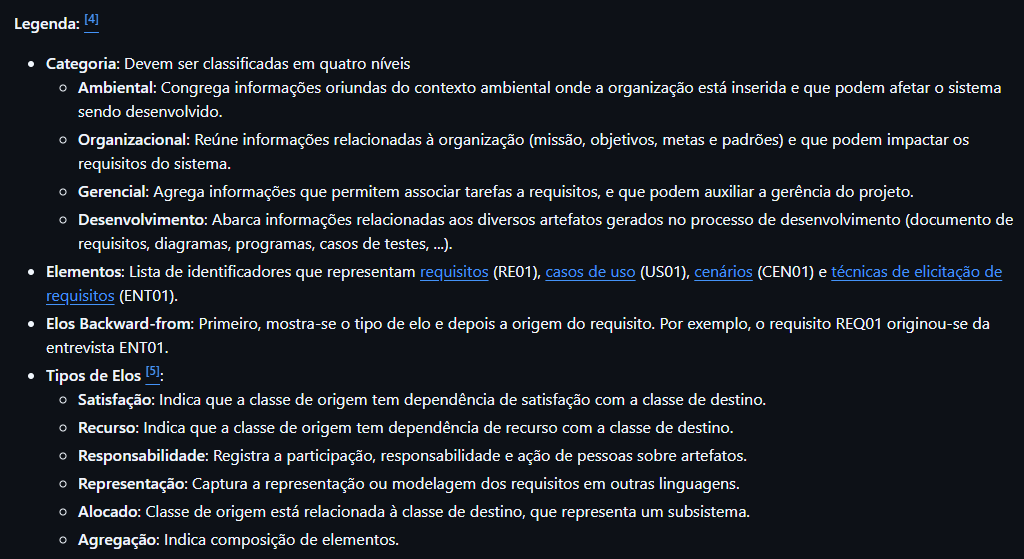 Legenda: [4]
• Categoria: Devem ser classificadas em quatro níveis
◦ Ambiental: Congrega informações oriundas do contexto ambiental onde a organização está inserida e que podem afetar o sistema
sendo desenvolvido.
◦ Organizacional: Reúne informações relacionadas à organização (missão, objetivos, metas e padrões) e que podem impactar os
requisitos do sistema.
◦ Gerencial: Agrega informações que permitem associar tarefas a requisitos, e que podem auxiliar a gerência do projeto.
◦ Desenvolvimento: Abarca informações relacionadas aos diversos artefatos gerados no processo de desenvolvimento (documento de
requisitos, diagramas, programas, casos de testes, ...).
• Elementos: Lista de identificadores que representam requisitos (RE01), casos de uso (US01), cenários (CEN01) e técnicas de elicitação de
requisitos (ENT01).
• Elos Backward-from: Primeiro, mostra-se o tipo de elo e depois a origem do requisito. Por exemplo, o requisito REQ01 originou-se da
entrevista ENT01.
• Tipos de Elos [5]:
◦ Satisfação: Indica que a classe de origem tem dependência de satisfação com a classe de destino.
◦ Recurso: Indica que a classe de origem tem dependência de recurso com a classe de destino.
◦ Responsabilidade: Registra a participação, responsabilidade e ação de pessoas sobre artefatos.
◦ Representação: Captura a representação ou modelagem dos requisitos em outras linguagens.
◦ Alocado: Classe de origem está relacionada à classe de destino, que representa um subsistema.
◦ Agregação: Indica composição de elementos.